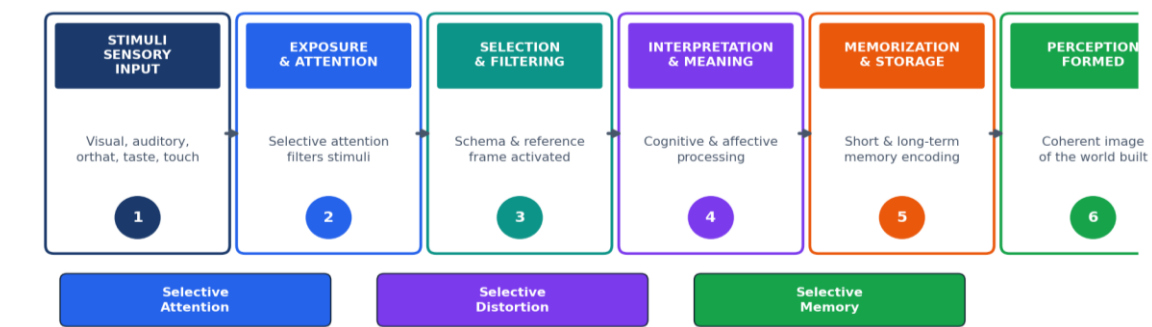 STIMULI
SENSORY
INPUT
Visual, auditory,
orthat, taste, touch
1
EXPOSURE
& ATTENTION
Selective attention
filters stimuli
2
SELECTION
& FILTERING
Schema & reference
frame activated
3
INTERPRETATION
& MEANING
Cognitive & affective
processing
4
MEMORIZATION
& STORAGE
Short & long-term
memory encoding
5
PERCEPTION
FORMED
Coherent image
of the world built
6
Selective
Attention
Selective
Distortion
Selective
Memory